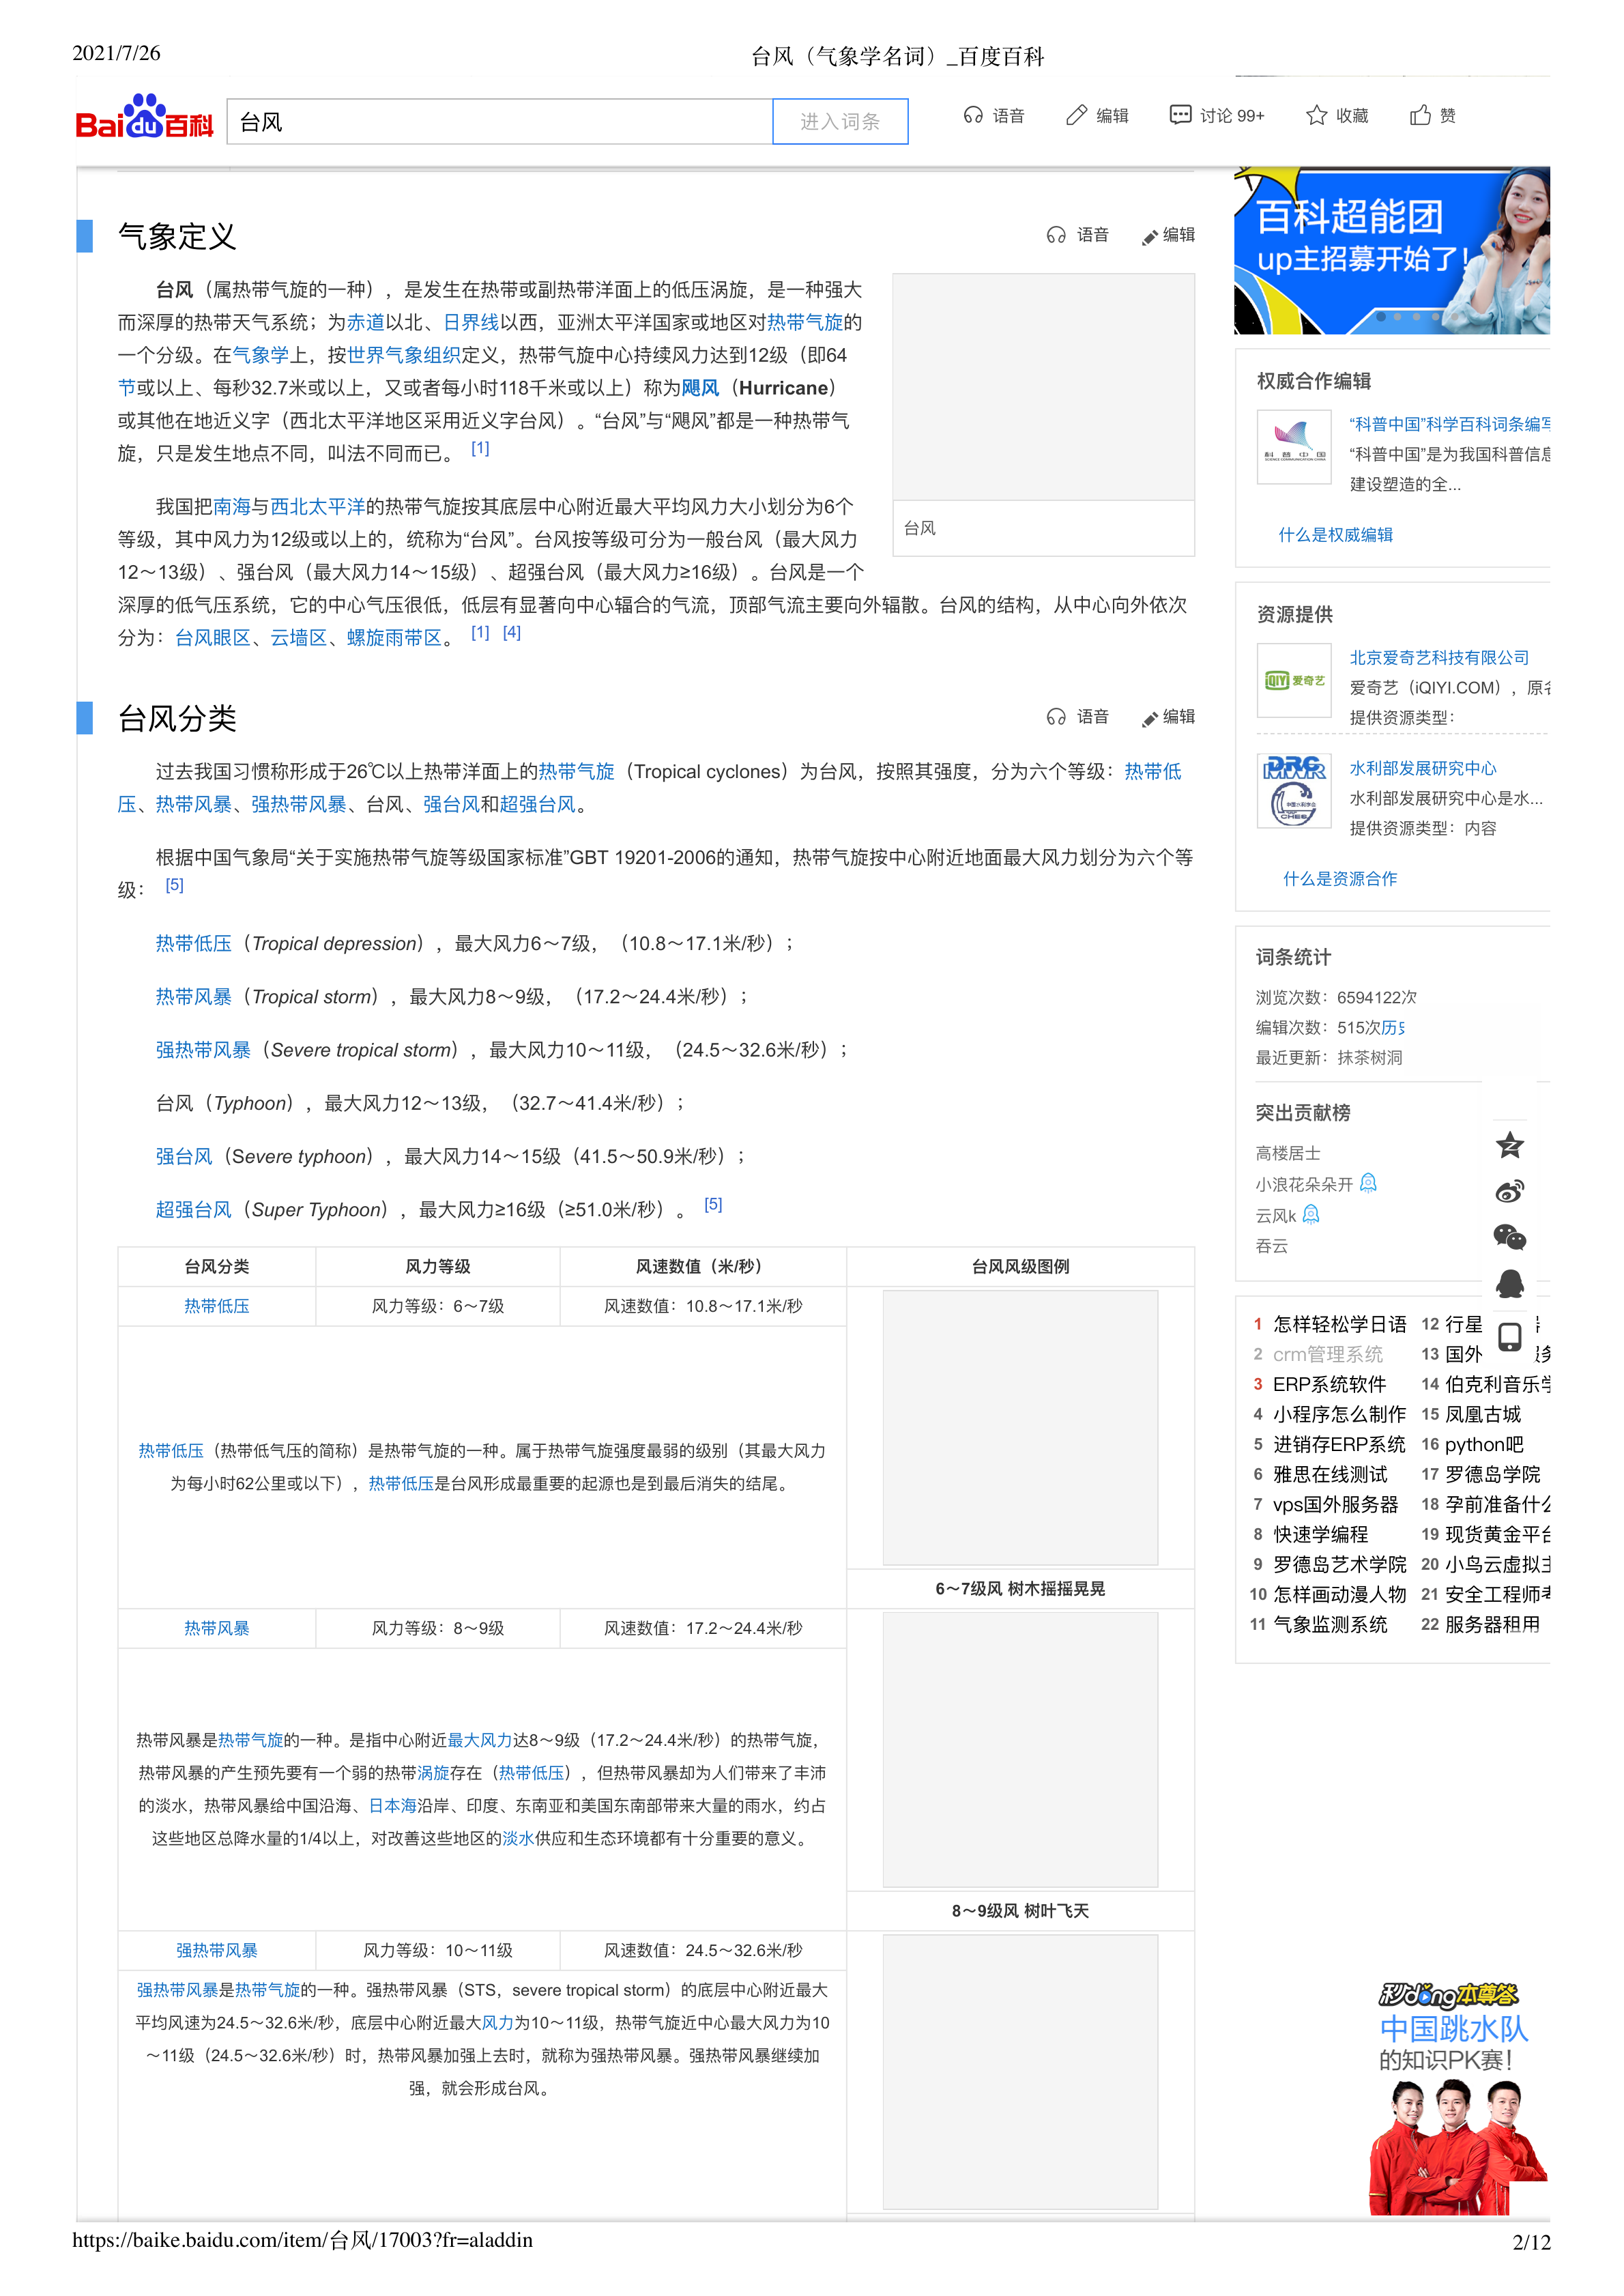 2021/7/26
台风（气象学名词）_百度百科
Bai du 百科
台风
进入词条
语音
编辑
讨论 99+
收藏
赞
气象定义
语音
编辑
台风（属热带气旋的一种），是发生在热带或副热带洋面上的低压涡旋，是一种强大
而深厚的热带天气系统；为赤道以北、日界线以西，亚洲太平洋国家或地区对热带气旋的
一个分级。在气象学上，按世界气象组织定义，热带气旋中心持续风力达到12级（即64
节或以上、每秒32.7米或以上，又或者每小时118千米或以上）称为飓风（Hurricane）
或其他在地近义字（西北太平洋地区采用近义字台风）。“台风”与“飓风”都是一种热带气
旋，只是发生地点不同，叫法不同而已。 [1]
台风
我国把南海与西北太平洋的热带气旋按其底层中心附近最大平均风力大小划分为6个
等级，其中风力为12级或以上的，统称为“台风”。台风按等级可分为一般台风（最大风力
12～13级）、强台风（最大风力14～15级）、超强台风（最大风力≥16级）。台风是一个
深厚的低气压系统，它的中心气压很低，低层有显著向中心辐合的气流，顶部气流主要向外辐散。台风的结构，从中心向外依次
分为：台风眼区、云墙区、螺旋雨带区。 [1] [4]
台风分类
语音
编辑
过去我国习惯称形成于26℃以上热带洋面上的热带气旋（Tropical cyclones）为台风，按照其强度，分为六个等级：热带低
压、热带风暴、强热带风暴、台风、强台风和超强台风。
根据中国气象局“关于实施热带气旋等级国家标准”GBT 19201-2006的通知，热带气旋按中心附近地面最大风力划分为六个等
级： [5]
热带低压（Tropical depression），最大风力6～7级，（10.8～17.1米/秒）；
热带风暴（Tropical storm），最大风力8～9级，（17.2～24.4米/秒）；
强热带风暴（Severe tropical storm），最大风力10～11级，（24.5～32.6米/秒）；
台风（Typhoon），最大风力12～13级，（32.7～41.4米/秒）；
强台风（Severe typhoon），最大风力14～15级（41.5～50.9米/秒）；
超强台风（Super Typhoon），最大风力≥16级（≥51.0米/秒）。 [5]
台风分类 风力等级 风速数值（米/秒） 台风风级图例
热带低压 风力等级：6～7级 风速数值：10.8～17.1米/秒
热带低压（热带低气压的简称）是热带气旋的一种。属于热带气旋强度最弱的级别（其最大风力
为每小时62公里或以下），热带低压是台风形成最重要的起源也是到最后消失的结尾。
6～7级风 树木摇摇晃晃
热带风暴 风力等级：8～9级 风速数值：17.2～24.4米/秒
热带风暴是热带气旋的一种。是指中心附近最大风力达8～9级（17.2～24.4米/秒）的热带气旋，
热带风暴的产生预先要有一个弱的热带涡旋存在（热带低压），但热带风暴却为人们带来了丰沛
的淡水，热带风暴给中国沿海、日本海沿岸、印度、东南亚和美国东南部带来大量的雨水，约占
这些地区总降水量的1/4以上，对改善这些地区的淡水供应和生态环境都有十分重要的意义。
8～9级风 树叶飞天
强热带风暴 风力等级：10～11级 风速数值：24.5～32.6米/秒
强热带风暴是热带气旋的一种。强热带风暴（STS，severe tropical storm）的底层中心附近最大
平均风速为24.5～32.6米/秒，底层中心附近最大风力为10～11级，热带气旋近中心最大风力为10
～11级（24.5～32.6米/秒）时，热带风暴加强上去时，就称为强热带风暴。强热带风暴继续加
强，就会形成台风。
百科超能团
up主招募开始了！
权威合作编辑
“科普中国”科学百科词条编写
“科普中国”是为我国科普信息
建设塑造的全...
科普中国
什么是权威编辑
资源提供
北京爱奇艺科技有限公司
iQIYI 爱奇艺
爱奇艺（iQIYI.COM），原名
提供资源类型：
水利部发展研究中心
水利部发展研究中心是水...
提供资源类型：内容
什么是资源合作
词条统计
浏览次数：6594122次
编辑次数：515次历
最近更新：抹茶树洞
突出贡献榜
高楼居士
小浪花朵朵开
云风k
吞云
1 怎样轻松学日语 12 行星
2 crm管理系统 13 国外
3 ERP系统软件 14 伯克利音乐学
4 小程序怎么制作 15 凤凰古城
5 进销存ERP系统 16 python吧
6 雅思在线测试 17 罗德岛学院
7 vps国外服务器 18 孕前准备什么
8 快速学编程 19 现货黄金平台
9 罗德岛艺术学院 20 小鸟云虚拟主
10 怎样画动漫人物 21 安全工程师考
11 气象监测系统 22 服务器租用
秒dong本尊答
中国跳水队
的知识PK赛！
https://baike.baidu.com/item/台风/17003?fr=aladdin
2/12